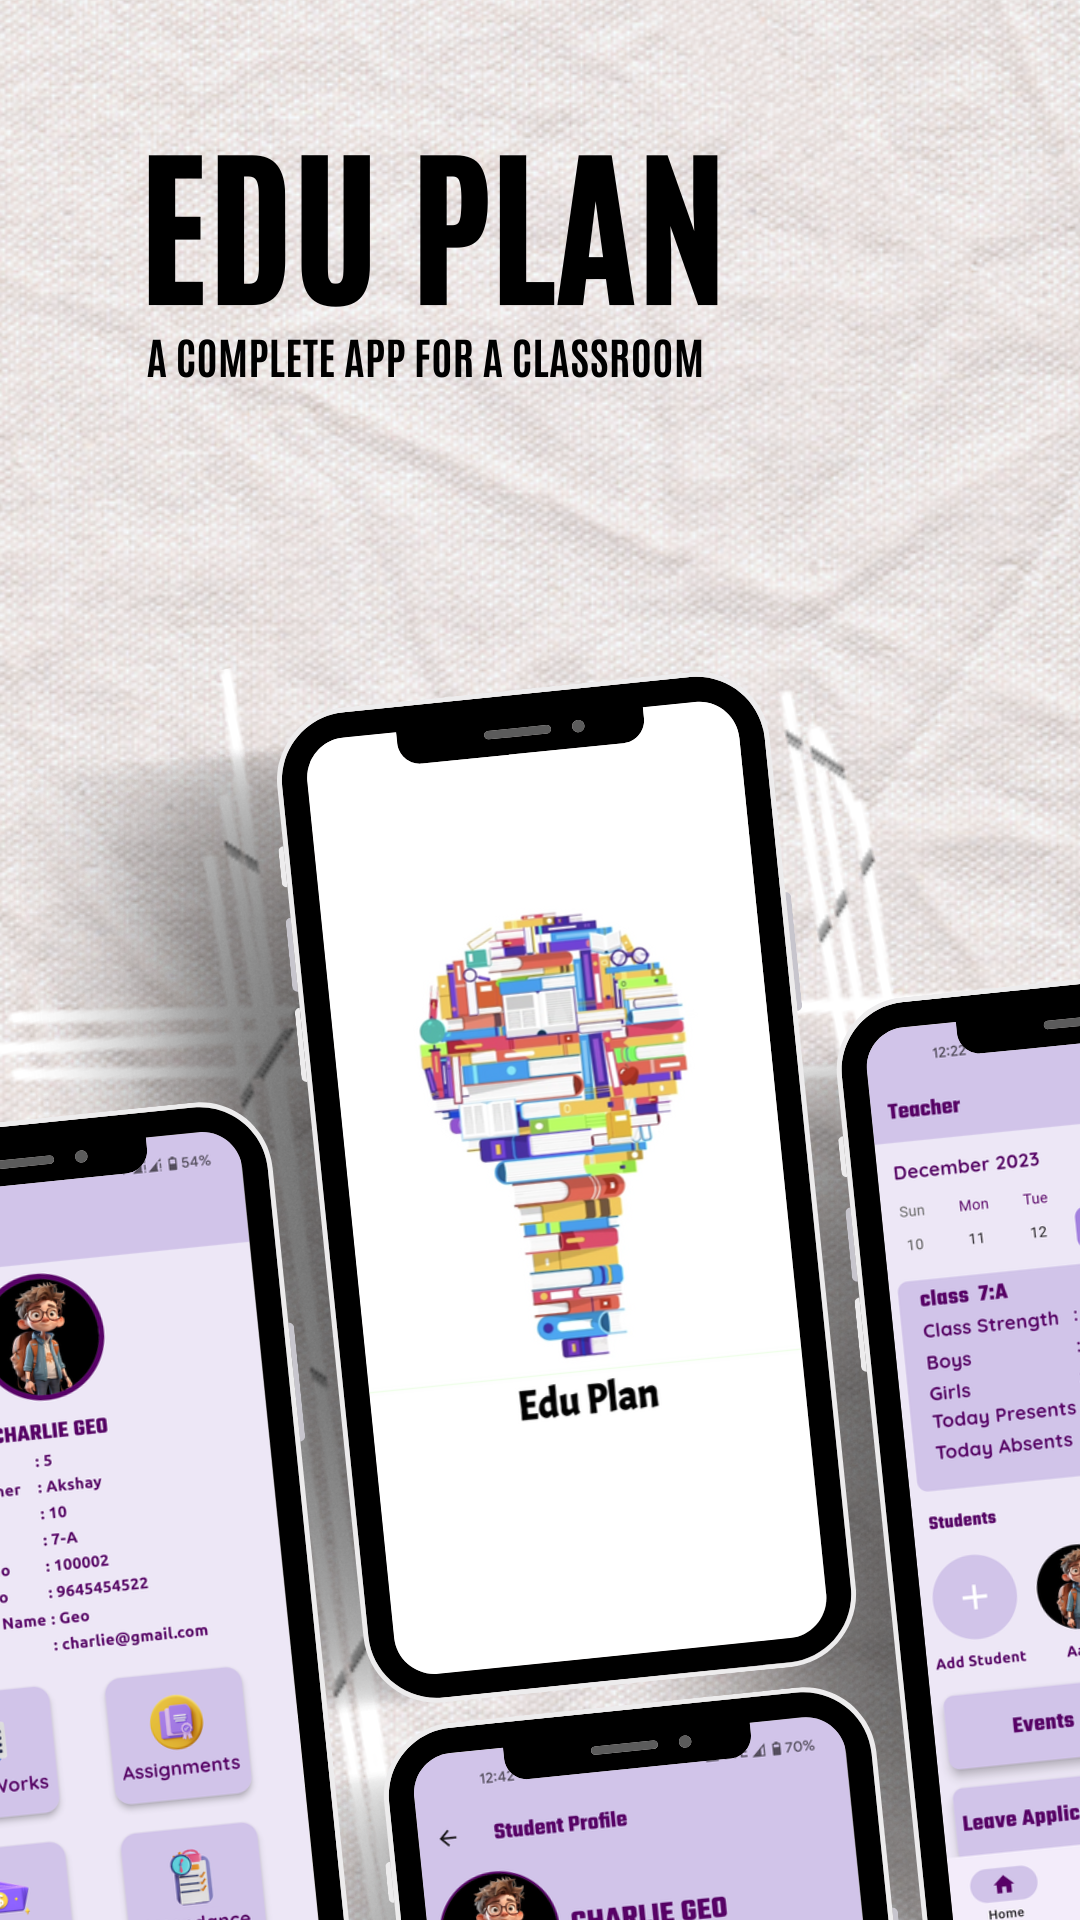 EDU PLAN
A COMPLETE APP FOR A CLASSROOM
Edu Plan
54%
CHARLIE GEO
: 5
: Akshay
: 10
: 7-A
: 100002
: 9645454522
Name : Geo
: charlie@gmail.com
Works
Assignments
12:22
Teacher
December 2023
Sun Mon Tue
10 11 12
class 7:A
Class Strength :
Boys :
Girls
Today Presents
Today Absents
Students
Add Student
Events
Leave Applic
Home
12:42
70%
Student Profile
CHARLIE GEO